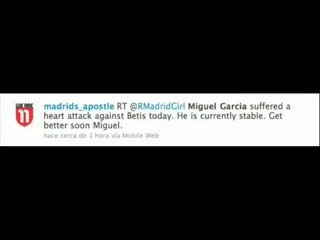 madrids_apostle RT @RMadridGirl Miguel Garcia suffered a
heart attack against Betis today. He is currently stable. Get
better soon Miguel.
hace cerca de 1 hora vía Mobile Web
11